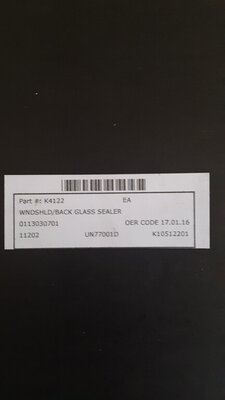 Part #: K4122 EA
WNDSHLD/BACK GLASS SEALER
0113030701 OER CODE 17.01.16
11202 UN77001D K10512201